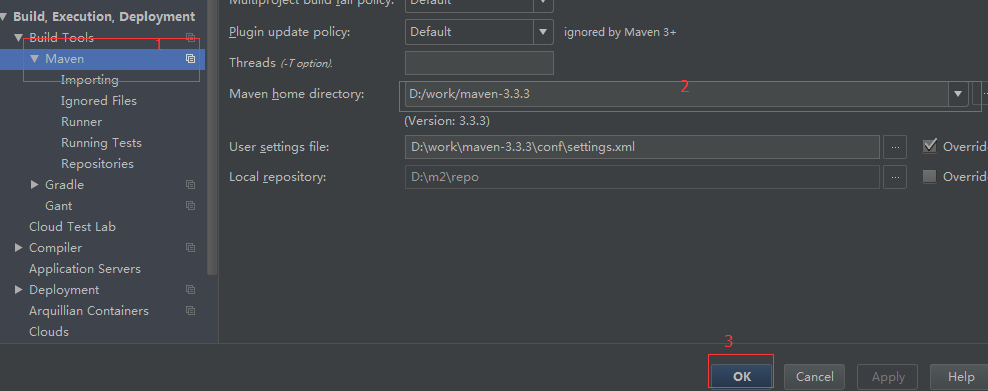 Build, Execution, Deployment
Build Tools
1
Maven
Importing
Ignored Files
Runner
Running Tests
Repositories
Gradle
Gant
Cloud Test Lab
Compiler
Application Servers
Deployment
Arquillian Containers
Clouds
Multiproject build fail policy: Default
Plugin update policy: Default ignored by Maven 3+
Threads (-T option).
2
Maven home directory: D:/work/maven-3.3.3 ...
(Version: 3.3.3)
User settings file: D:\work\maven-3.3.3\conf\settings.xml ... Overrid
Local repository: D:\m2\repo ... Overrid
3
OK Cancel Apply Help